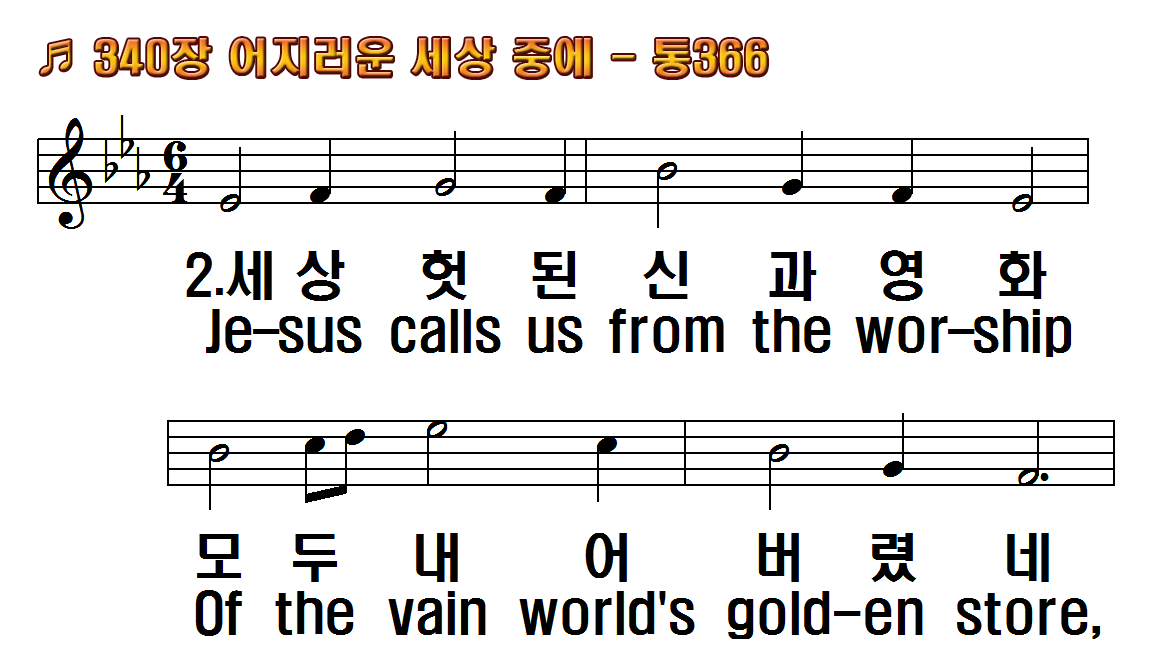 ♬ 340장 어지러운 세상 중에 - 통366
6
4
2.세 상 헛 된 신 과 영 화
Je-sus calls us from the wor-ship
모 두 내 어 버 렸 네
Of the vain world's gold-en store,